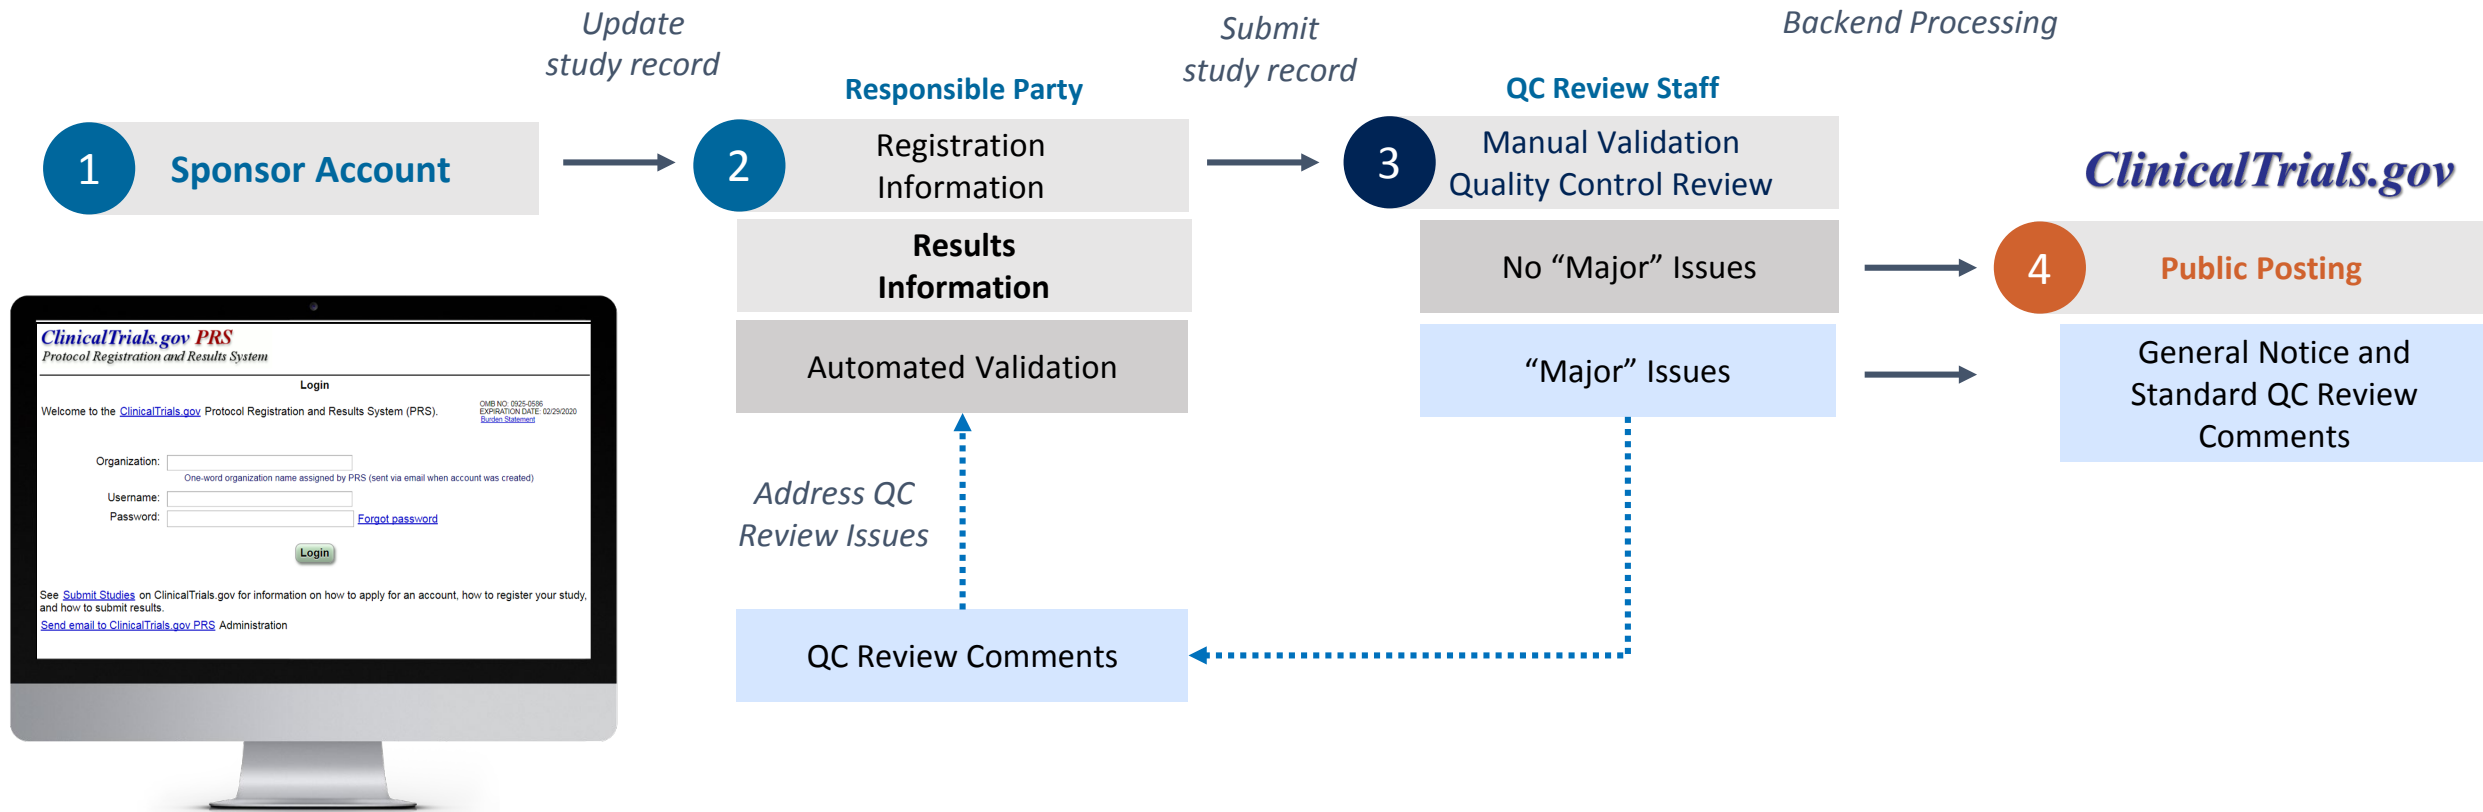 Update
study record
Submit
study record
Backend Processing
Responsible Party
QC Review Staff
1
Sponsor Account
2
Registration
Information
Results
Information
Automated Validation
3
Manual Validation
Quality Control Review
No “Major” Issues
“Major” Issues
ClinicalTrials.gov
4
Public Posting
General Notice and
Standard QC Review
Comments
Address QC
Review Issues
QC Review Comments
ClinicalTrials.gov PRS
Protocol Registration and Results System
Login
Welcome to the ClinicalTrials.gov Protocol Registration and Results System (PRS).
OMB NO: 0925-0586
EXPIRATION DATE: 02/29/2020
Burden Statement
Organization:
One-word organization name assigned by PRS (sent via email when account was created)
Username:
Password:
Forgot password
Login
See Submit Studies on ClinicalTrials.gov for information on how to apply for an account, how to register your study,
and how to submit results.
Send email to ClinicalTrials.gov PRS Administration